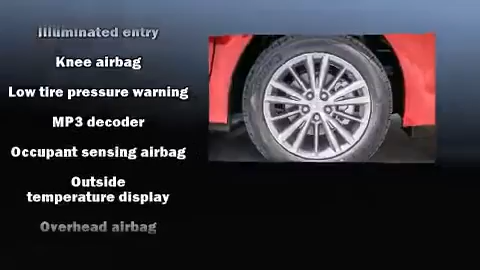 Illuminated entry
Knee airbag
Low tire pressure warning
MP3 decoder
Occupant sensing airbag
Outside
temperature display
Overhead airbag